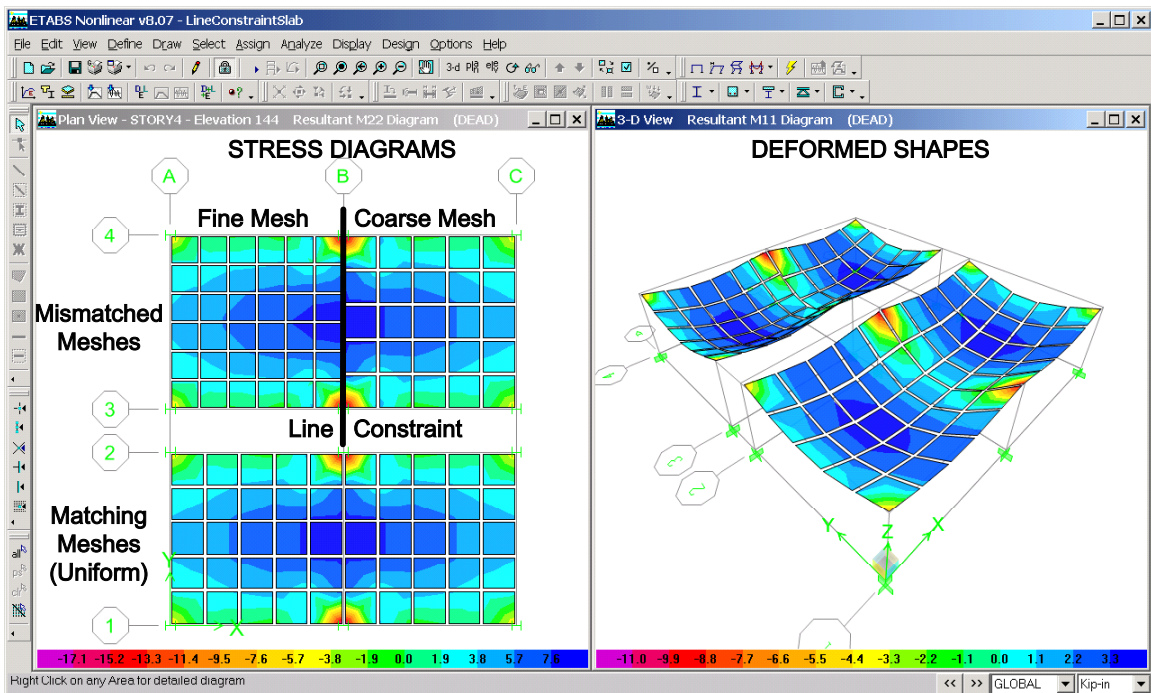 ETABS Nonlinear v8.07 - LineConstraintSlab
File Edit View Define Draw Select Assign Analyze Display Design Options Help
3-d
Plan View - STORY4 - Elevation 144 Resultant M22 Diagram (DEAD)
3-D View Resultant M11 Diagram (DEAD)
STRESS DIAGRAMS
DEFORMED SHAPES
A B C
Fine Mesh Coarse Mesh
4
Mismatched
Meshes
3
Line Constraint
2
Matching
Meshes
(Uniform)
Y
X
1
4
3
2
Y Z X
1
-17.1 -15.2 -13.3 -11.4 -9.5 -7.6 -5.7 -3.8 -1.9 0.0 1.9 3.8 5.7 7.6
-11.0 -9.9 -8.8 -7.7 -6.6 -5.5 -4.4 -3.3 -2.2 -1.1 0.0 1.1 2.2 3.3
Right Click on any Area for detailed diagram
<< >> GLOBAL Kip-in